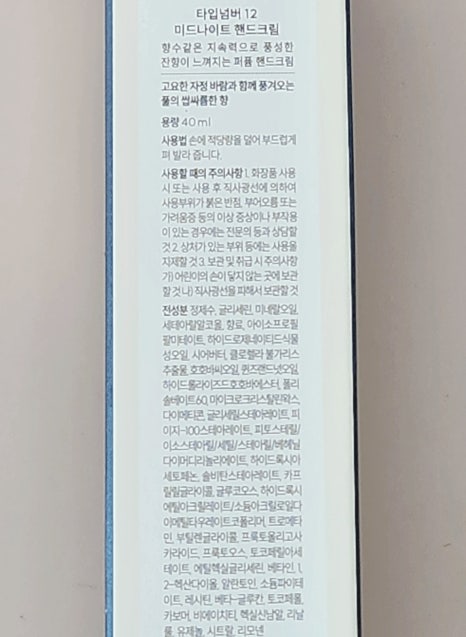 타입넘버 12
미드나이트 핸드크림
향수같은 지속력으로 풍성한
잔향이 느껴지는 퍼퓸 핸드크림
고요한 자정 바람과 함께 풍겨오는
풀의 쌉싸름한 향
용량 40ml
사용법 손에 적당량을 덜어 부드럽게
펴 발라 줍니다.
사용할 때의 주의사항 1. 화장품 사용
시 또는 사용 후 직사광선에 의하여
사용부위가 붉은 반점, 부어오름 또는
가려움증 등의 이상 증상이나 부작용
이 있는 경우에는 전문의 등과 상담할
것 2. 상처가 있는 부위 등에는 사용을
자제할 것 3. 보관 및 취급 시 주의사항
가) 어린이의 손이 닿지 않는 곳에 보관
할 것 나) 직사광선을 피해서 보관할 것
전성분 정제수, 글리세린, 미네랄오일,
세테아릴알코올, 향료, 아이소프로필
팔미테이트, 하이드로제네이티드식물
성오일, 시어버터, 클로렐라 불가리스
추출물, 호호바씨오일, 퀸즈랜드넛오일,
하이드롤라이즈드호호바에스터, 폴리
솔베이트60, 마이크로크리스탈린왁스,
다이메티콘, 글리세릴스테아레이트, 피
이지-100스테아레이트, 피토스테릴/
이소스테아릴/세틸/스테아릴/베헤닐
다이머디리놀리에이트, 하이드록시아
세토페논, 솔비탄스테아레이트, 카프
릴릴글라이콜, 글루코오스, 하이드록시
에틸아크릴레이트/소듐아크릴로일다
이메틸타우레이트코폴리머, 트로메타
민, 부틸렌글라이콜, 프룩토올리고사
카라이드, 프룩토오스, 토코페릴아세
테이트, 에틸헥실글리세린, 베타인, 1,
2-헥산다이올, 알란토인, 소듐파이테
이트, 레시틴, 베타-글루칸, 토코페롤,
카보머, 비에이치티, 헥실신남알, 리날
룰, 유제놀, 시트랄, 리모넨